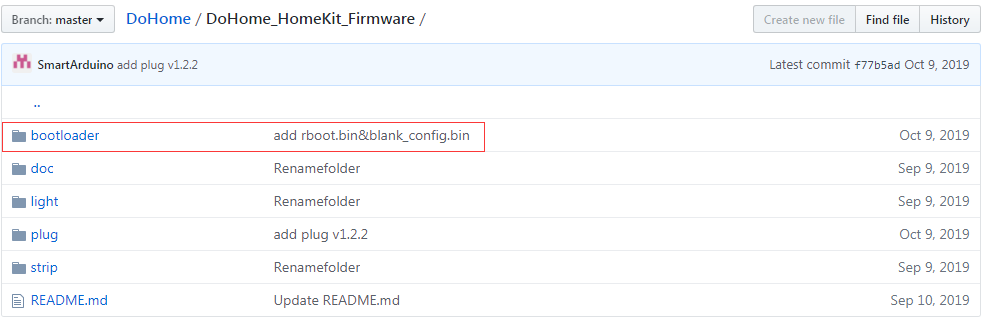 Branch: master DoHome / DoHome_HomeKit_Firmware / Create new file Find file History
SmartArduino add plug v1.2.2 Latest commit f77b5ad Oct 9, 2019
..
bootloader add rboot.bin&blank_config.bin Oct 9, 2019
doc Renamefolder Sep 9, 2019
light Renamefolder Sep 9, 2019
plug add plug v1.2.2 Oct 9, 2019
strip Renamefolder Sep 9, 2019
README.md Update README.md Sep 10, 2019